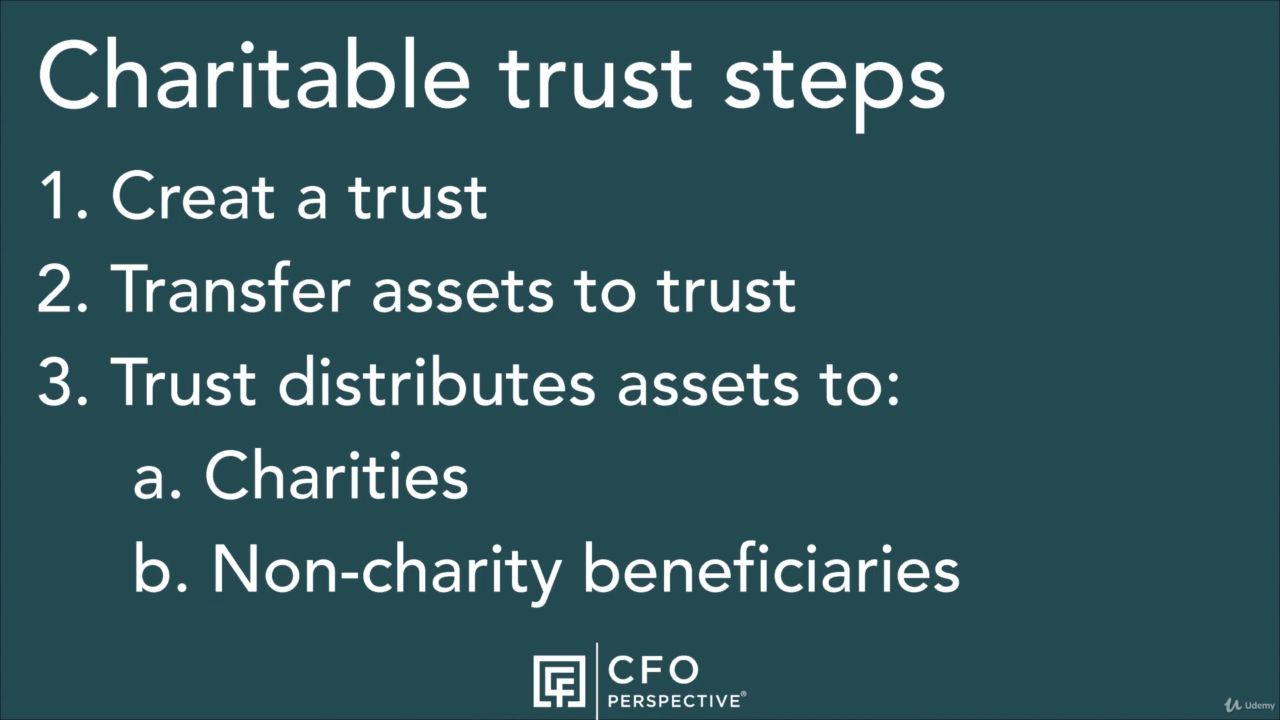 Charitable trust steps
1. Creat a trust
2. Transfer assets to trust
3. Trust distributes assets to:
a. Charities
b. Non-charity beneficiaries
CFO
PERSPECTIVE®
Udemy